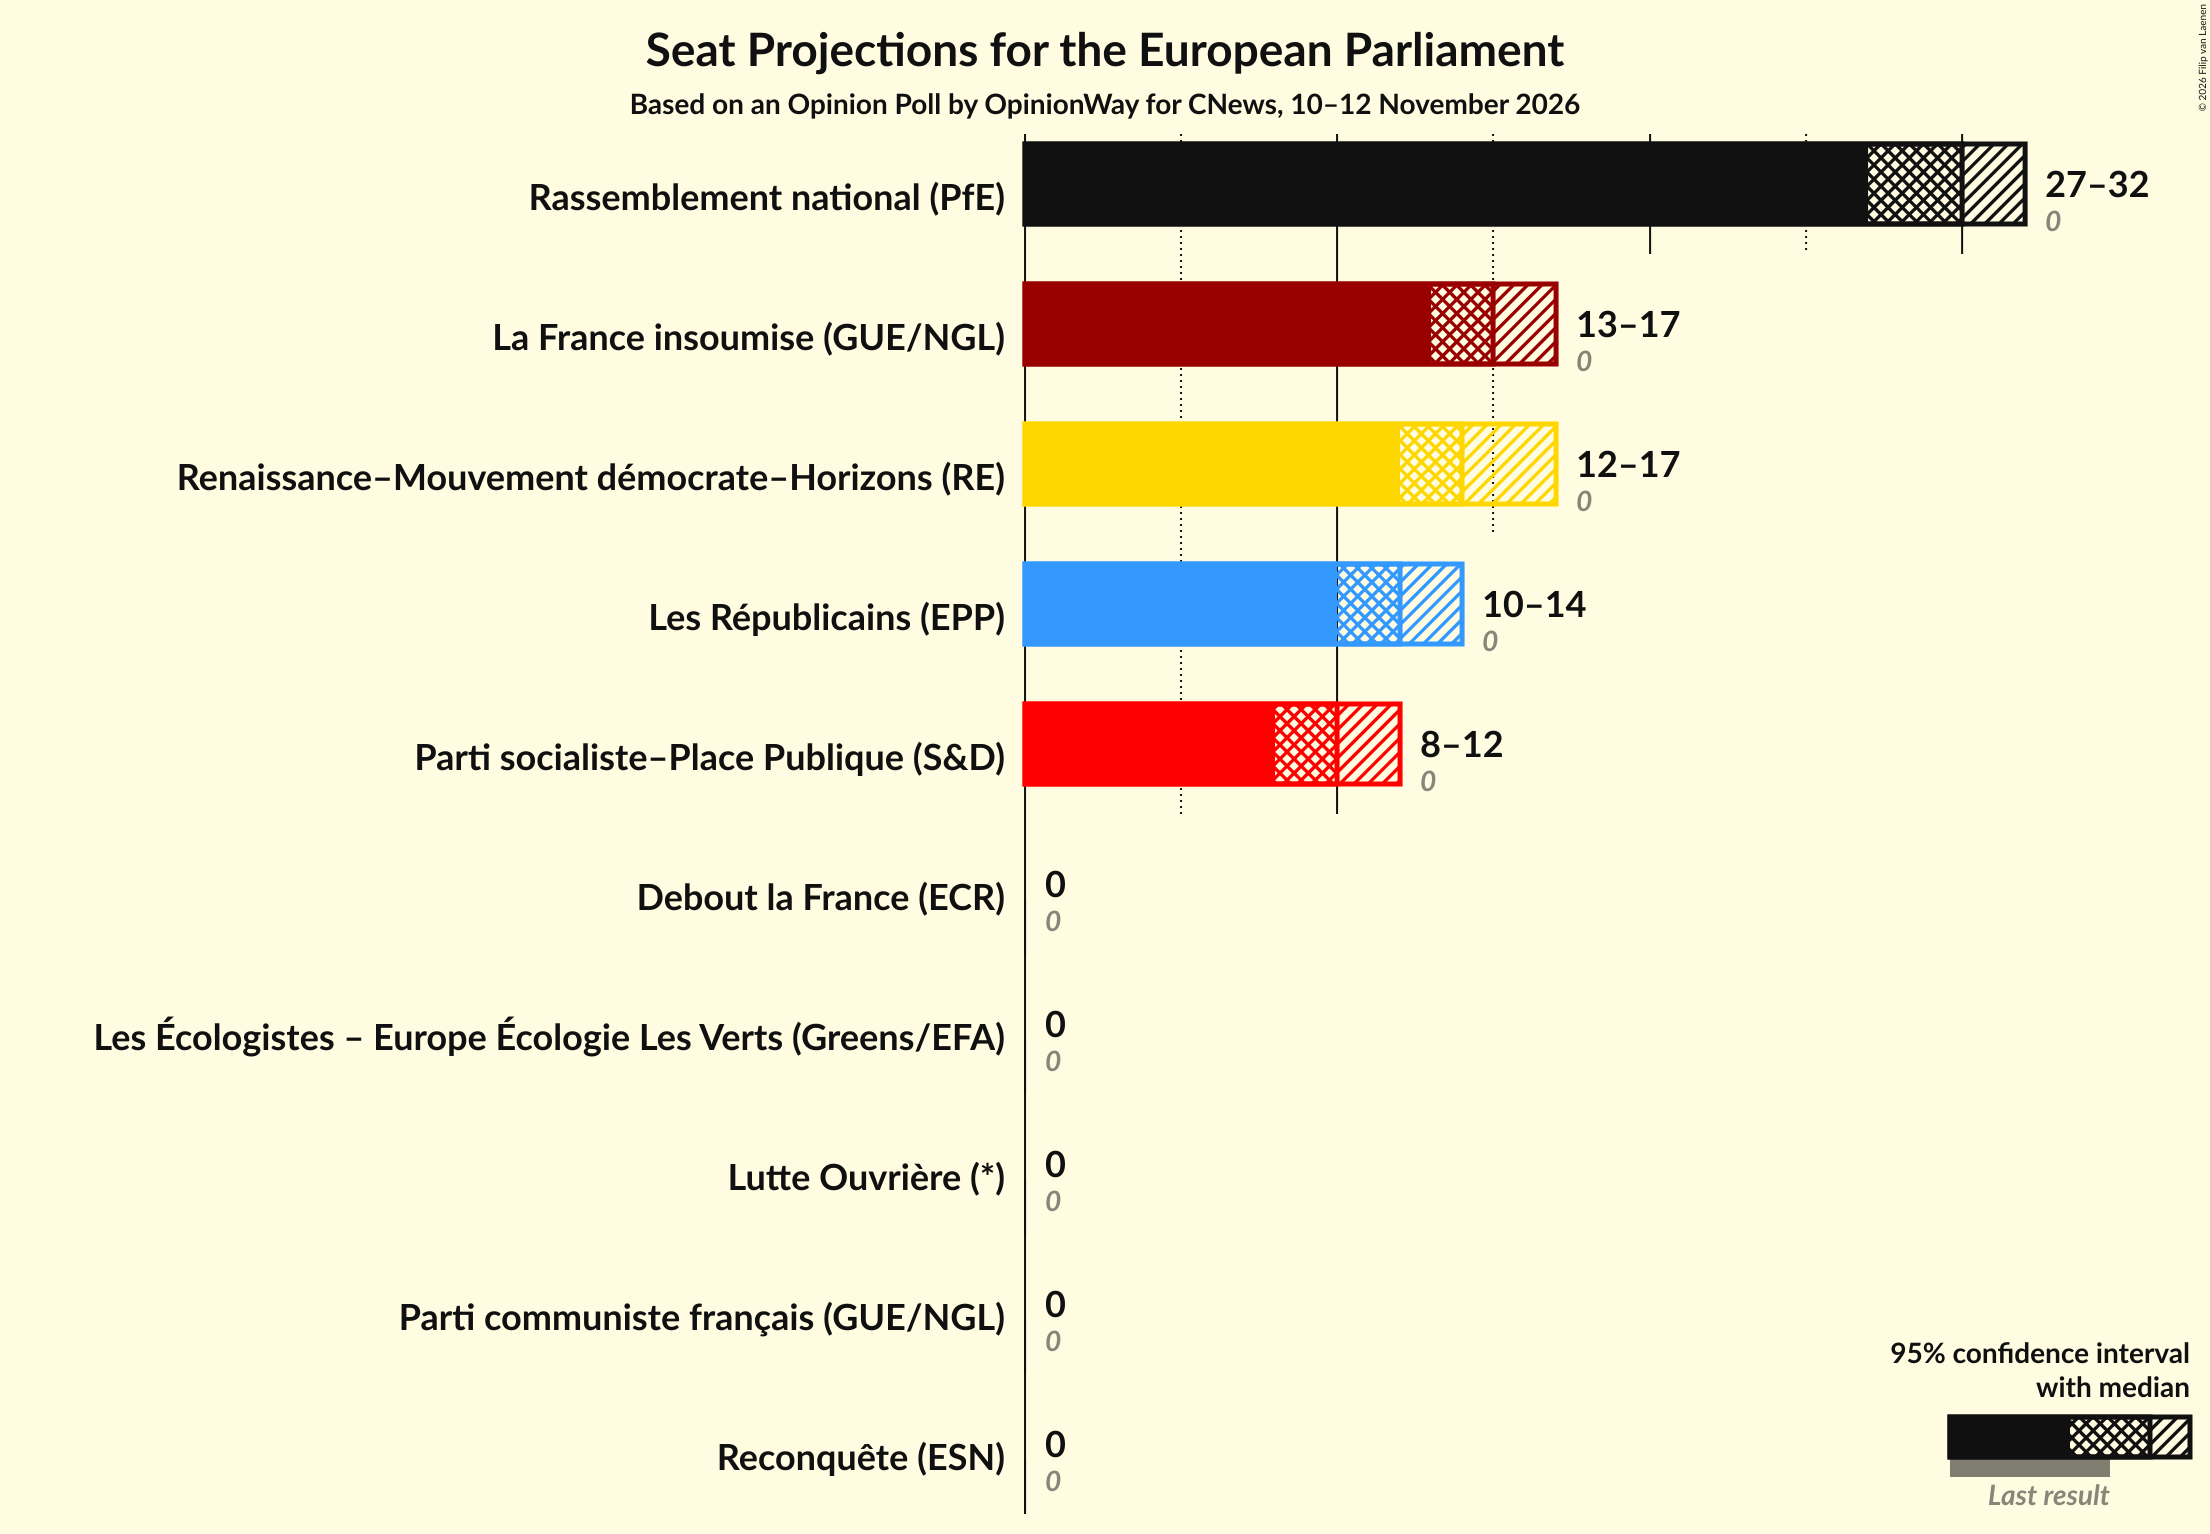 Seat Projections for the European Parliament
Based on an Opinion Poll by OpinionWay for CNews, 10–12 November 2026
© 2026 Filip van Laenen
Rassemblement national (PfE)
27–32
0
La France insoumise (GUE/NGL)
13–17
0
Renaissance–Mouvement démocrate–Horizons (RE)
12–17
0
Les Républicains (EPP)
10–14
0
Parti socialiste–Place Publique (S&D)
8–12
0
Debout la France (ECR)
0
0
Les Écologistes – Europe Écologie Les Verts (Greens/EFA)
0
0
Lutte Ouvrière (*)
0
0
Parti communiste français (GUE/NGL)
0
0
Reconquête (ESN)
0
0
95% confidence interval
with median
Last result